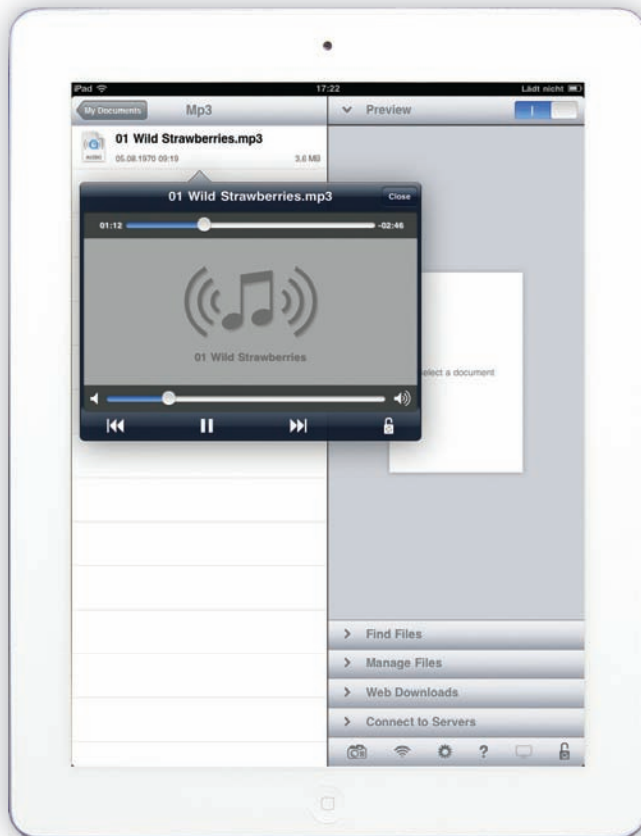 iPad 17:22 Lädt nicht
My Documents Mp3 Preview
01 Wild Strawberries.mp3
AUDIO 05.08.1970 09:19 3.6 MB
01 Wild Strawberries.mp3 Close
01:12 -02:46
01 Wild Strawberries
select a document
Find Files
Manage Files
Web Downloads
Connect to Servers
?